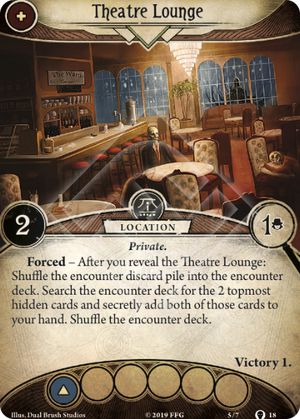 Theatre Lounge
The Ward
2
LOCATION
1
Private.
Forced – After you reveal the Theatre Lounge:
Shuffle the encounter discard pile into the encounter
deck. Search the encounter deck for the 2 topmost
hidden cards and secretly add both of those cards to
your hand. Shuffle the encounter deck.
Victory 1.
Illus. Dual Brush Studios
© 2019 FFG
5/7
18